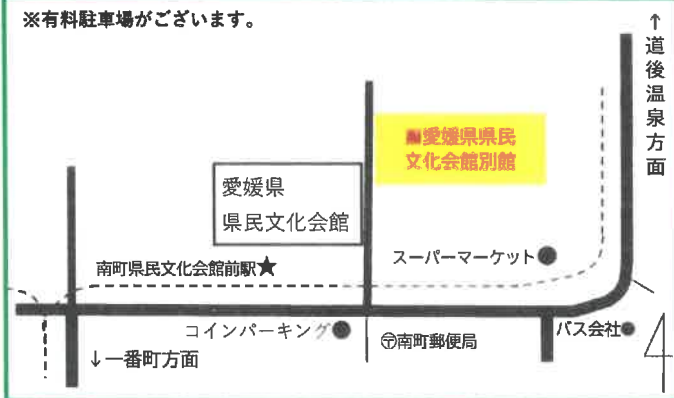 ※有料駐車場がございます。
↑道後温泉方面
■愛媛県県民
文化会館別館
愛媛県
県民文化会館
スーパーマーケット●
南町県民文化会館前駅★
コインパーキング●
〶南町郵便局
バス会社●
↓一番町方面